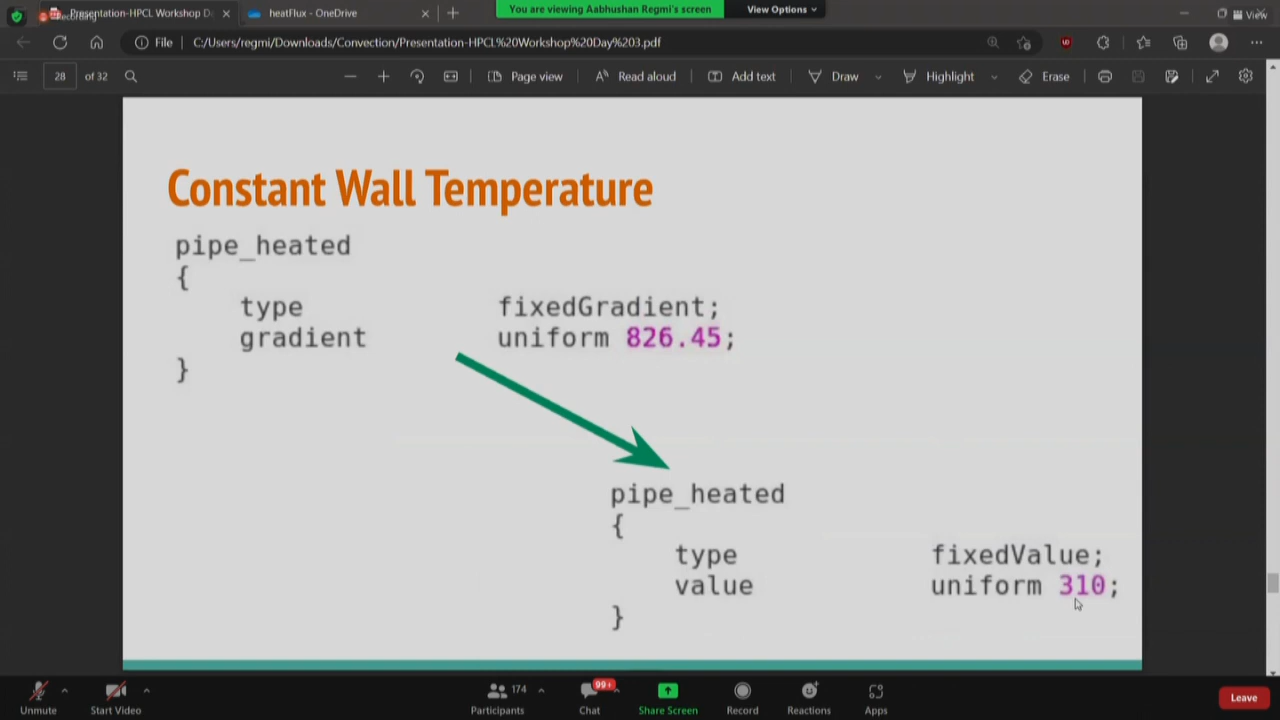 Presentation-HPCL Workshop Da
heatFlux - OneDrive
You are viewing Aabhushan Regmi's screen
View Options
View
File
C:/Users/regmi/Downloads/Convection/Presentation-HPCL%20Workshop%20Day%203.pdf
28 of 32
Page view
Read aloud
Add text
Draw
Highlight
Erase
Constant Wall Temperature
pipe_heated
{
type fixedGradient;
gradient uniform 826.45;
}
pipe_heated
{
type fixedValue;
value uniform 310;
}
Unmute
Start Video
174
Participants
99+
Chat
Share Screen
Record
Reactions
Apps
Leave